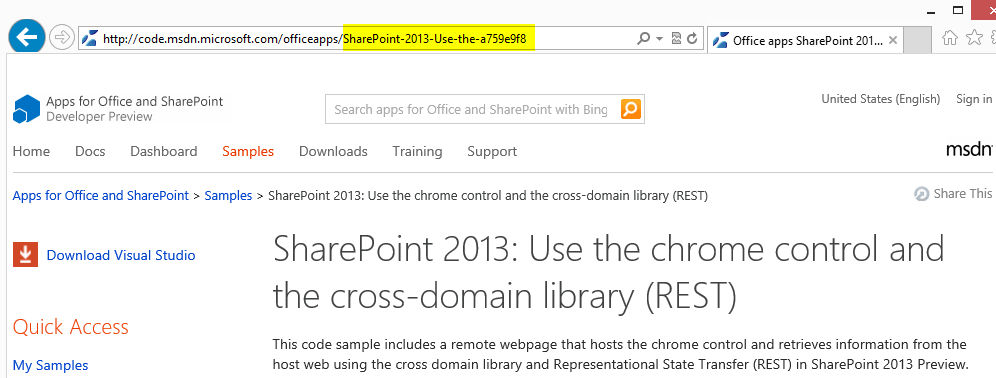 http://code.msdn.microsoft.com/officeapps/SharePoint-2013-Use-the-a759e9f8
Office apps SharePoint 201...
Apps for Office and SharePoint
Developer Preview
Search apps for Office and SharePoint with Bing
United States (English) Sign in
Home Docs Dashboard Samples Downloads Training Support
msdn
Apps for Office and SharePoint > Samples > SharePoint 2013: Use the chrome control and the cross-domain library (REST)
Share This
Download Visual Studio
SharePoint 2013: Use the chrome control and
the cross-domain library (REST)
Quick Access
My Samples
This code sample includes a remote webpage that hosts the chrome control and retrieves information from the
host web using the cross domain library and Representational State Transfer (REST) in SharePoint 2013 Preview.